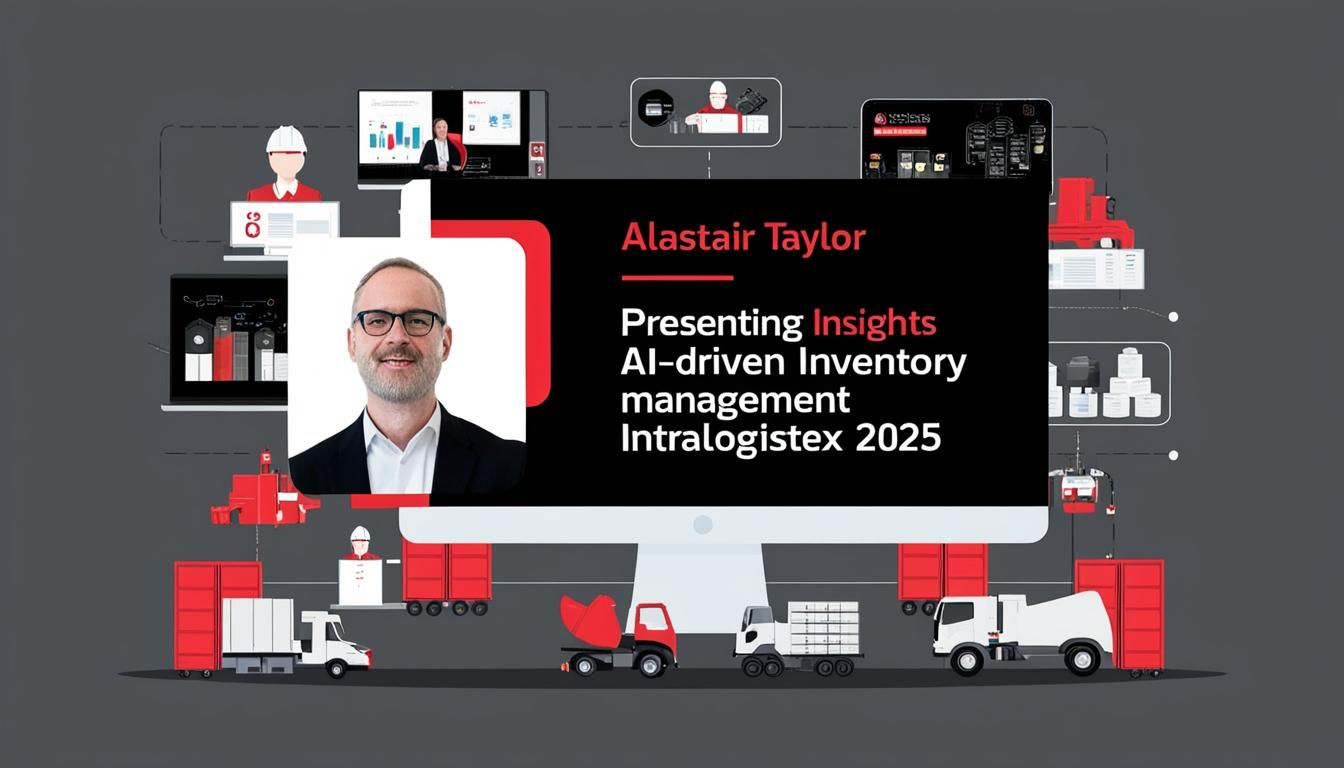 Alastair Taylor
Presenting Insights
AI-driven Inventory
management
Intralogistex 2025